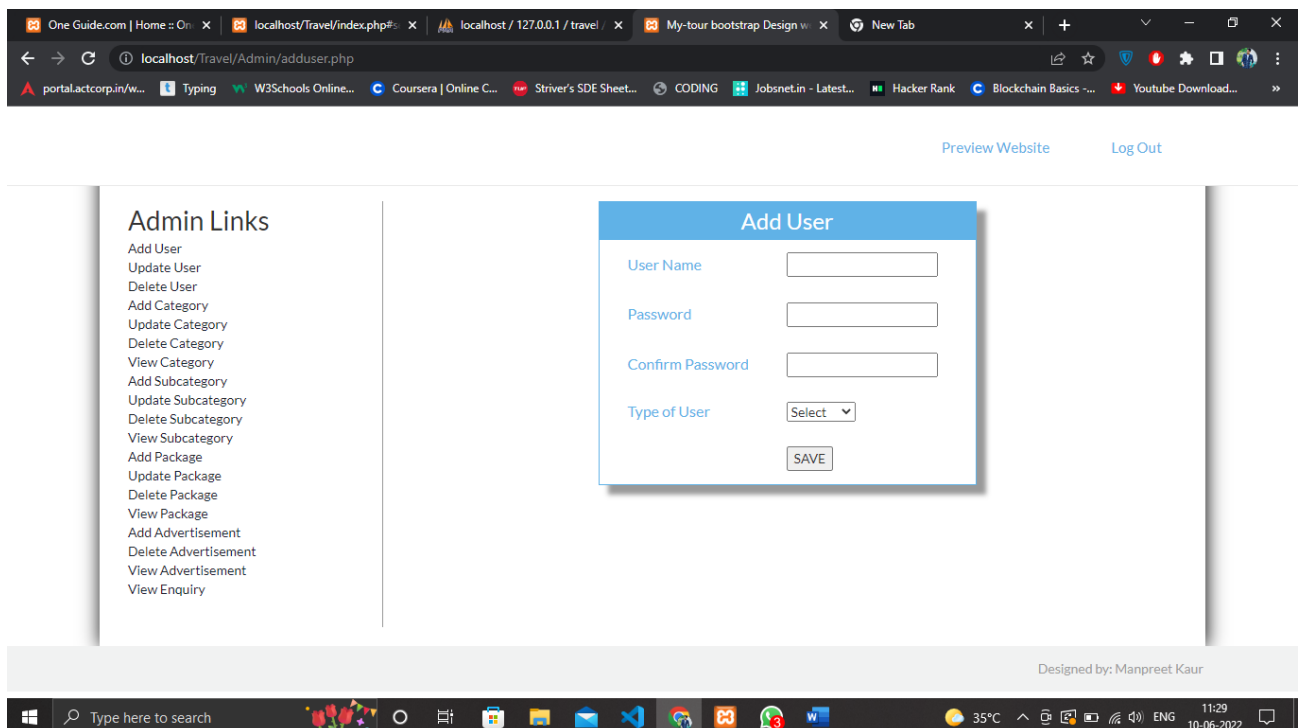 One Guide.com | Home :: On
localhost/Travel/index.php#s
localhost / 127.0.0.1 / travel /
My-tour bootstrap Design w
New Tab
localhost/Travel/Admin/adduser.php
portal.actcorp.in/w...
Typing
W3Schools Online...
Coursera | Online C...
Striver's SDE Sheet...
CODING
Jobsnet.in - Latest...
Hacker Rank
Blockchain Basics -...
Youtube Download...
»
Preview Website
Log Out
Admin Links
Add User
Update User
Delete User
Add Category
Update Category
Delete Category
View Category
Add Subcategory
Update Subcategory
Delete Subcategory
View Subcategory
Add Package
Update Package
Delete Package
View Package
Add Advertisement
Delete Advertisement
View Advertisement
View Enquiry
Add User
User Name
Password
Confirm Password
Type of User
Select
SAVE
Designed by: Manpreet Kaur
Type here to search
35°C
ENG
11:29
10-06-2022